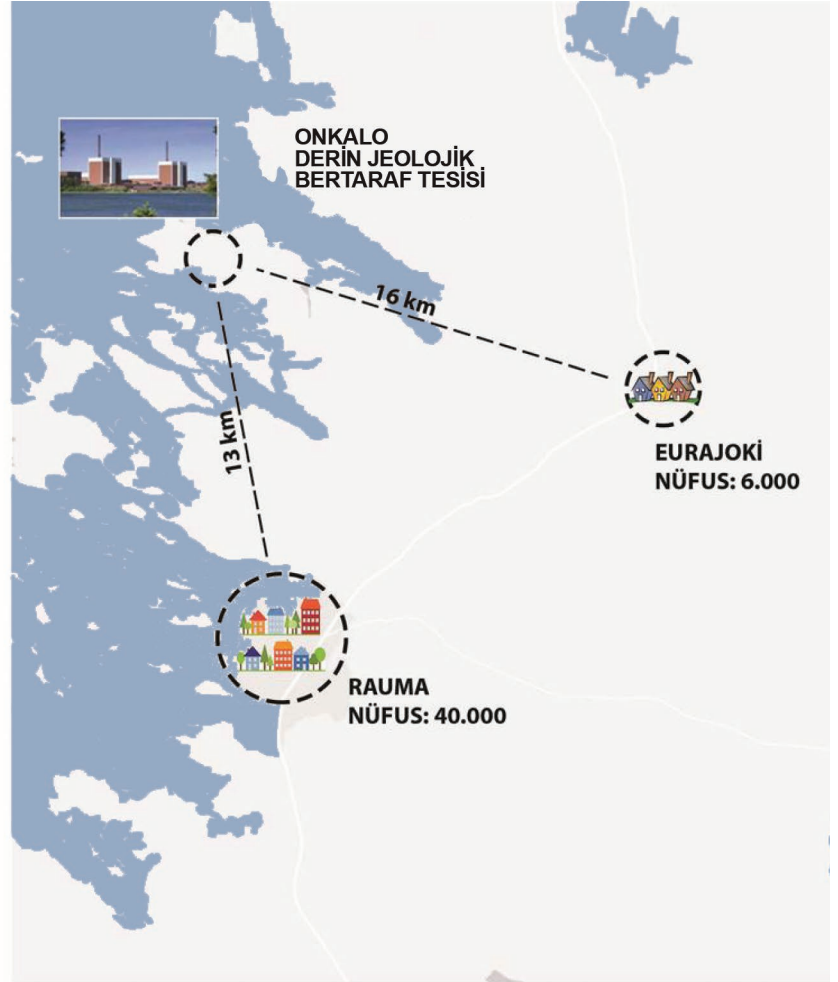 ONKALO
DERİN JEOLOJİK
BERTARAF TESİSİ
16 km
13 km
EURAJOKİ
NÜFUS: 6.000
RAUMA
NÜFUS: 40.000